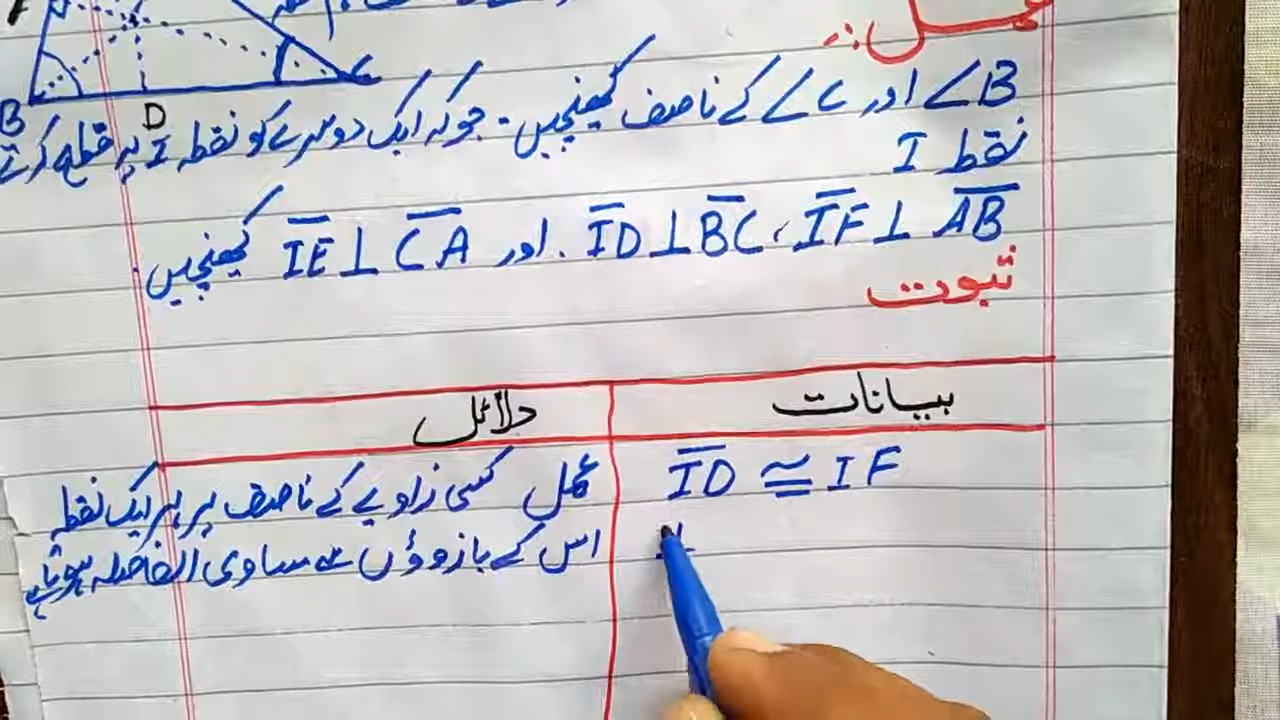 عمل:
∠B اور ∠C کے ناصف کھینچیں۔ جو کہ ایک دوسرے کو نقطہ I پر قطع کرتے
نقطہ I
IF⊥AB، ID⊥BC اور IE⊥CA کھینچیں۔
ثبوت
بیانات دلائل
ID ≅ IF عمل کسی زاویے کے ناصف پر ہر ایک نقطہ
اس کے بازوؤں سے مساوی الفاصلہ ہوتا ہے
B D C